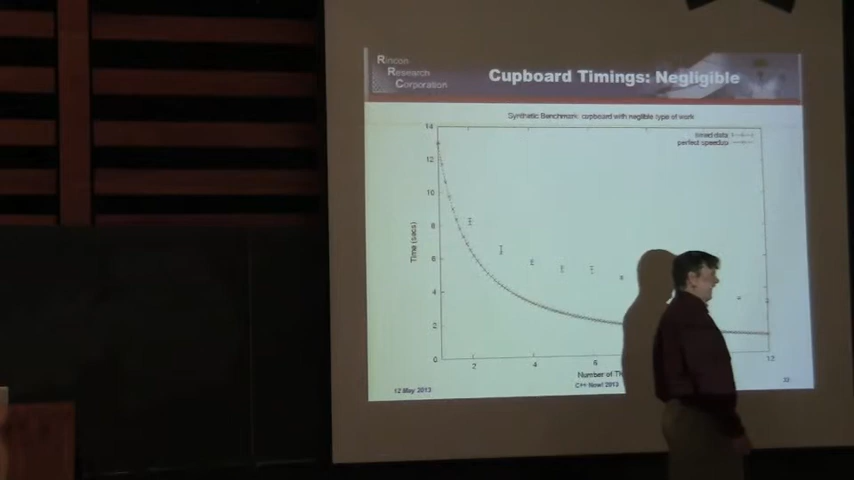 Rincon
Research
Corporation
Cupboard Timings: Negligible
Synthetic Benchmark: cupboard with neglible type of work
timed data
perfect speedup
14
12
10
8
6
4
2
0
Time (secs)
2
4
6
12
Number of
12 May 2013
C++ Now! 2013
33